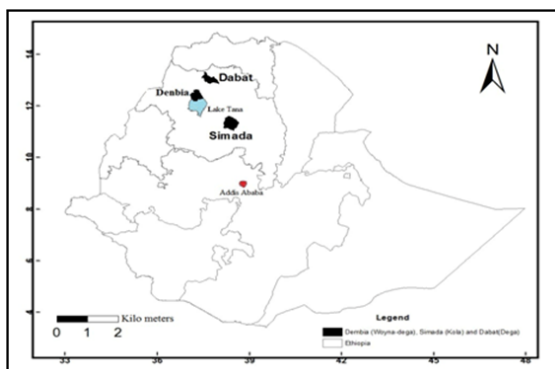 14
12
10
8
6
4
N
Dabat
Denbia
Lake Tana
Simada
Addis Ababa
Kilo meters
0 1 2
Legend
Dembia (Woyna-dega), Simada (Kola) and Dabat(Dega)
Ethiopia
33 36 39 42 45 48